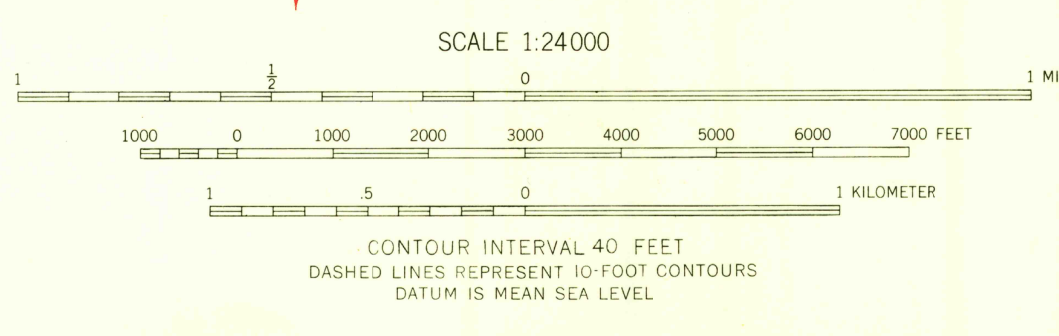 SCALE 1:24000
1 1/2 0 1 MI
1000 0 1000 2000 3000 4000 5000 6000 7000 FEET
1 .5 0 1 KILOMETER
CONTOUR INTERVAL 40 FEET
DASHED LINES REPRESENT 10-FOOT CONTOURS
DATUM IS MEAN SEA LEVEL